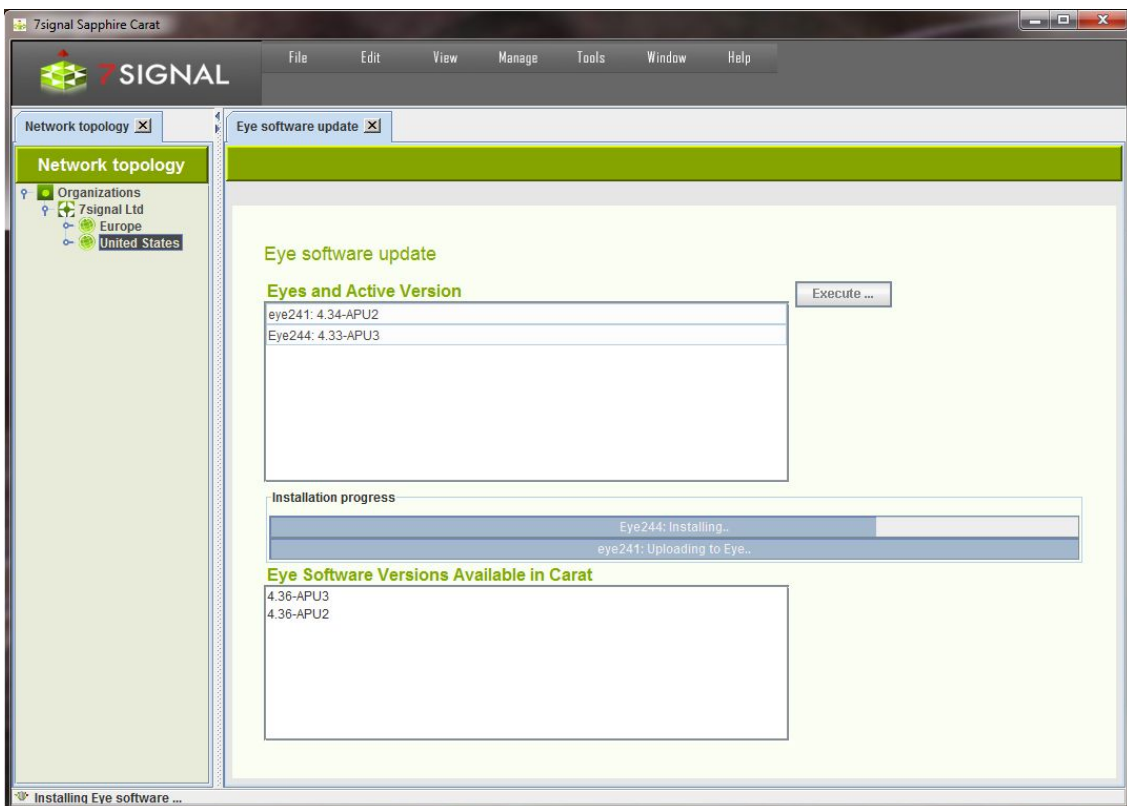 7signal Sapphire Carat
7SIGNAL
File Edit View Manage Tools Window Help
Network topology
Eye software update
Network topology
Organizations
7signal Ltd
Europe
United States
Eye software update
Eyes and Active Version
Execute ...
eye241: 4.34-APU2
Eye244: 4.33-APU3
Installation progress
Eye244: Installing..
eye241: Uploading to Eye..
Eye Software Versions Available in Carat
4.36-APU3
4.36-APU2
Installing Eye software ...